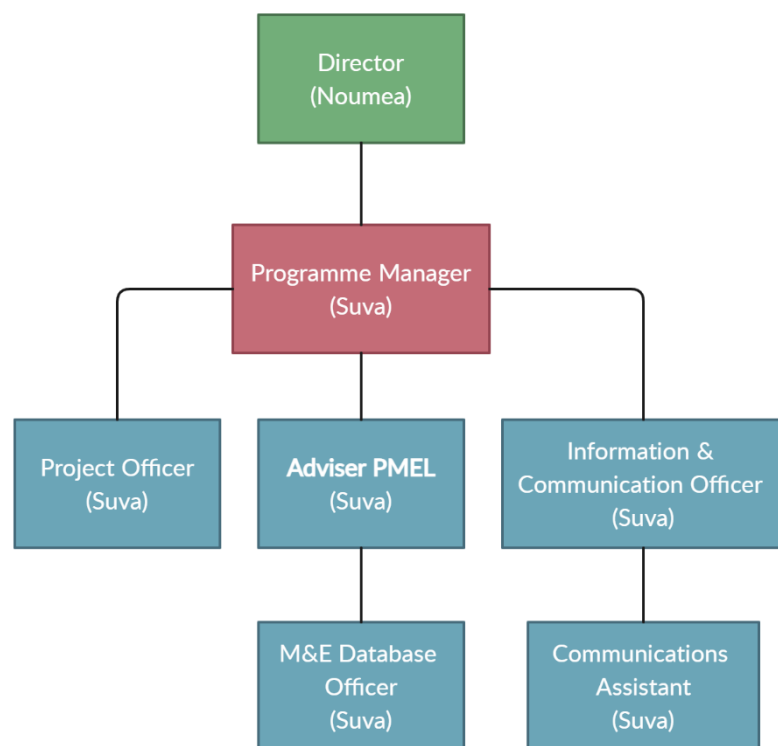 Director
(Noumea)
Programme Manager
(Suva)
Project Officer
(Suva)
Adviser PMEL
(Suva)
Information &
Communication Officer
(Suva)
M&E Database
Officer
(Suva)
Communications
Assistant
(Suva)